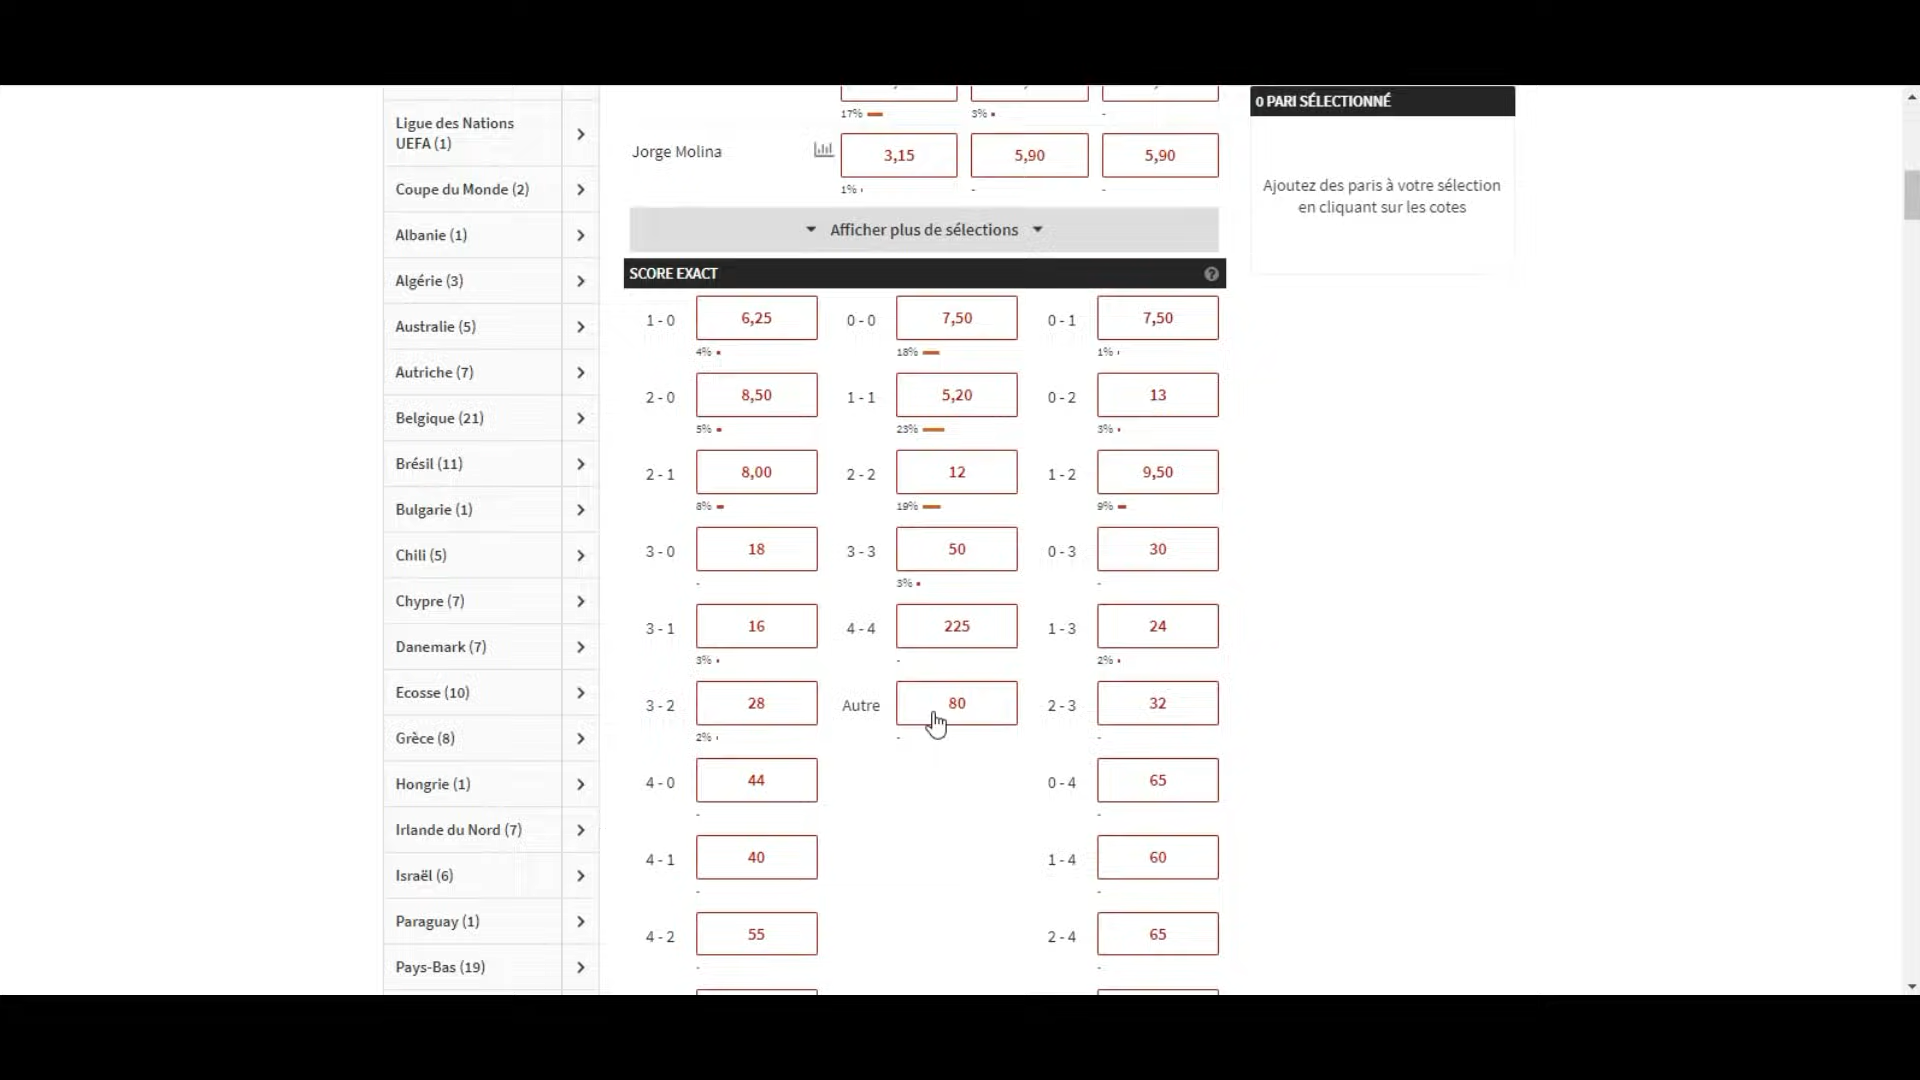 Ligue des Nations
UEFA (1)
Coupe du Monde (2)
Albanie (1)
Algérie (3)
Australie (5)
Autriche (7)
Belgique (21)
Brésil (11)
Bulgarie (1)
Chili (5)
Chypre (7)
Danemark (7)
Ecosse (10)
Grèce (8)
Hongrie (1)
Irlande du Nord (7)
Israël (6)
Paraguay (1)
Pays-Bas (19)
17% 3% -
Jorge Molina 3,15 5,90 5,90
1% - -
Afficher plus de sélections
SCORE EXACT ?
1 - 0 6,25 0 - 0 7,50 0 - 1 7,50
4% 18% 1%
2 - 0 8,50 1 - 1 5,20 0 - 2 13
5% 23% 3%
2 - 1 8,00 2 - 2 12 1 - 2 9,50
8% 19% 9%
3 - 0 18 3 - 3 50 0 - 3 30
- 3% -
3 - 1 16 4 - 4 225 1 - 3 24
3% - 2%
3 - 2 28 Autre 80 2 - 3 32
2% - -
4 - 0 44 0 - 4 65
- -
4 - 1 40 1 - 4 60
- -
4 - 2 55 2 - 4 65
- -
0 PARI SÉLECTIONNÉ
Ajoutez des paris à votre sélection
en cliquant sur les cotes